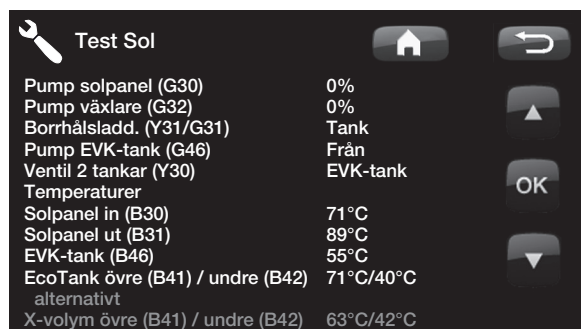 Test Sol
Pump solpanel (G30) 0%
Pump växlare (G32) 0%
Borrhålsladd. (Y31/G31) Tank
Pump EVK-tank (G46) Från
Ventil 2 tankar (Y30) EVK-tank
Temperaturer
Solpanel in (B30) 71°C
Solpanel ut (B31) 89°C
EVK-tank (B46) 55°C
EcoTank övre (B41) / undre (B42) 71°C/40°C
alternativt
X-volym övre (B41) / undre (B42) 63°C/42°C
OK